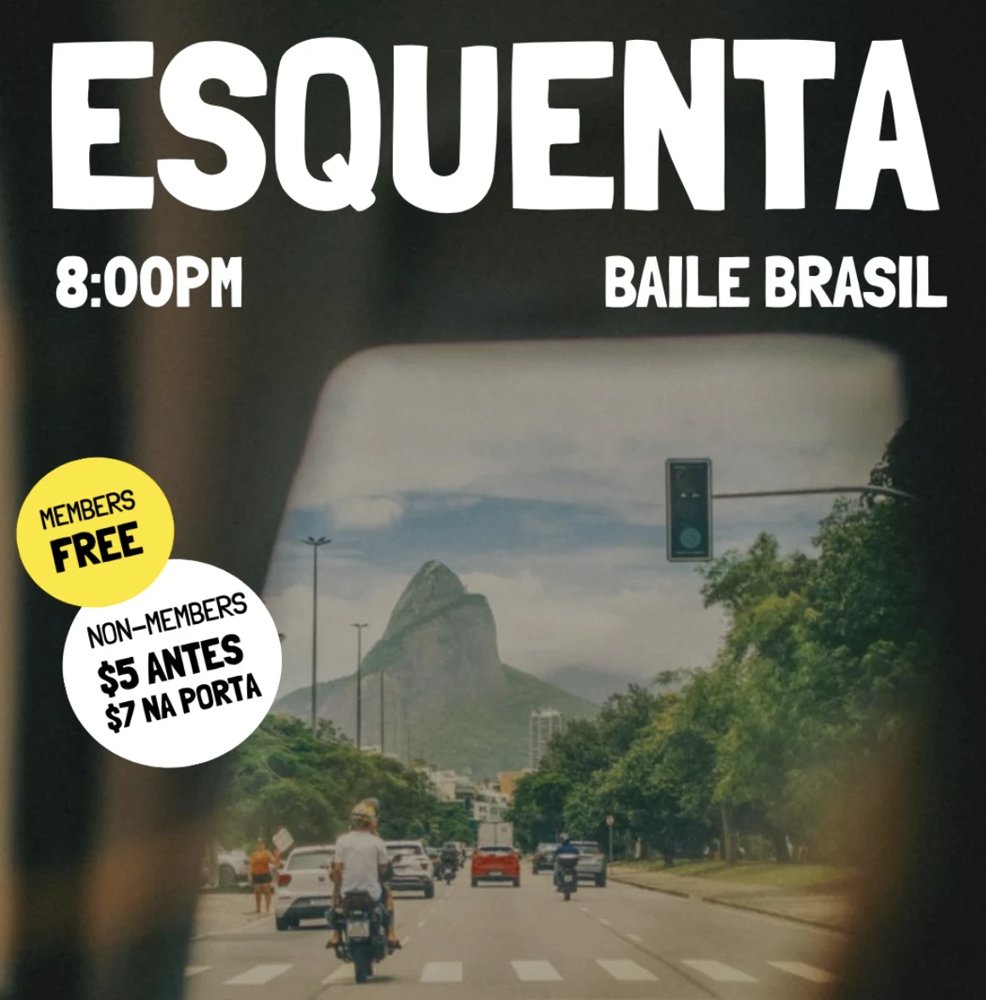 ESQUENTA
8:00PM
BAILE BRASIL
MEMBERS
FREE
NON-MEMBERS
$5 ANTES
$7 NA PORTA